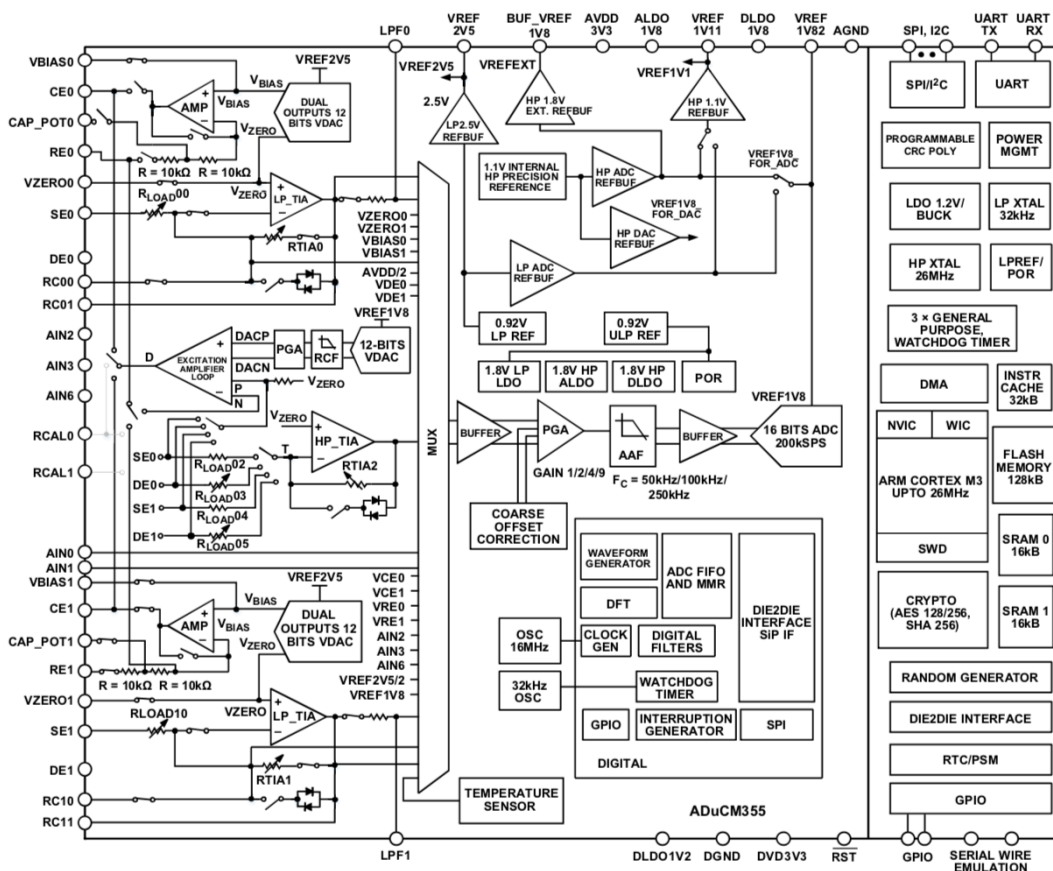 LPF0
VREF
2V5
BUF_VREF
1V8
AVDD
3V3
ALDO
1V8
VREF
1V11
DLDO
1V8
VREF
1V82
AGND
SPI, I2C
UART
TX
UART
RX
VBIAS0
CE0
CAP_POT0
RE0
VZERO0
SE0
DE0
RC00
RC01
AIN2
AIN3
AIN6
RCAL0
RCAL1
AIN0
AIN1
VBIAS1
CE1
CAP_POT1
RE1
VZERO1
SE1
DE1
RC10
RC11
VREF2V5
VBIAS
AMP
+
−
VBIAS
VZERO
DUAL
OUTPUTS 12
BITS VDAC
R = 10kΩ R = 10kΩ
RLOAD00
VZERO
+
LP_TIA
−
RTIA0
VREF1V8
D
EXCITATION
AMPLIFIER
LOOP
DACP
DACN
P
N
PGA
RCF
12-BITS
VDAC
VZERO
VZERO
+
HP_TIA
−
T
RTIA2
SE0
RLOAD02
DE0
RLOAD03
SE1
RLOAD04
DE1
RLOAD05
VREF2V5
VBIAS
AMP
+
−
VBIAS
VZERO
DUAL
OUTPUTS 12
BITS VDAC
R = 10kΩ R = 10kΩ
RLOAD10
VZERO
+
LP_TIA
−
RTIA1
MUX
VZERO0
VZERO1
VBIAS0
VBIAS1
AVDD/2
VDE0
VDE1
VCE0
VCE1
VRE0
VRE1
AIN2
AIN3
AIN6
VREF2V5/2
VREF1V8
VREF2V5
2.5V
LP2.5V
REFBUF
VREFEXT
HP 1.8V
EXT. REFBUF
VREF1V1
HP 1.1V
REFBUF
1.1V INTERNAL
HP PRECISION
REFERENCE
HP ADC
REFBUF
VREF1V8_
FOR_ADC
VREF1V8_
FOR_DAC
HP DAC
REFBUF
LP ADC
REFBUF
0.92V
LP REF
0.92V
ULP REF
1.8V LP
LDO
1.8V HP
ALDO
1.8V HP
DLDO
POR
VREF1V8
BUFFER
PGA
GAIN 1/2/4/9
AAF
FC = 50kHz/100kHz/
250kHz
BUFFER
16 BITS ADC
200kSPS
COARSE
OFFSET
CORRECTION
WAVEFORM
GENERATOR
ADC FIFO
AND MMR
DIE2DIE
INTERFACE
SiP IF
DFT
OSC
16MHz
CLOCK
GEN
DIGITAL
FILTERS
32kHz
OSC
WATCHDOG
TIMER
GPIO
INTERRUPTION
GENERATOR
SPI
DIGITAL
TEMPERATURE
SENSOR
ADuCM355
LPF1
DLDO1V2
DGND
DVD3V3
RST
GPIO
SERIAL WIRE
EMULATION
SPI/I2C
UART
PROGRAMMABLE
CRC POLY
POWER
MGMT
LDO 1.2V/
BUCK
LP XTAL
32kHz
HP XTAL
26MHz
LPREF/
POR
3 × GENERAL
PURPOSE,
WATCHDOG TIMER
DMA
INSTR
CACHE
32kB
NVIC
WIC
ARM CORTEX M3
UPTO 26MHz
SWD
FLASH
MEMORY
128kB
SRAM 0
16kB
CRYPTO
(AES 128/256,
SHA 256)
SRAM 1
16kB
RANDOM GENERATOR
DIE2DIE INTERFACE
RTC/PSM
GPIO